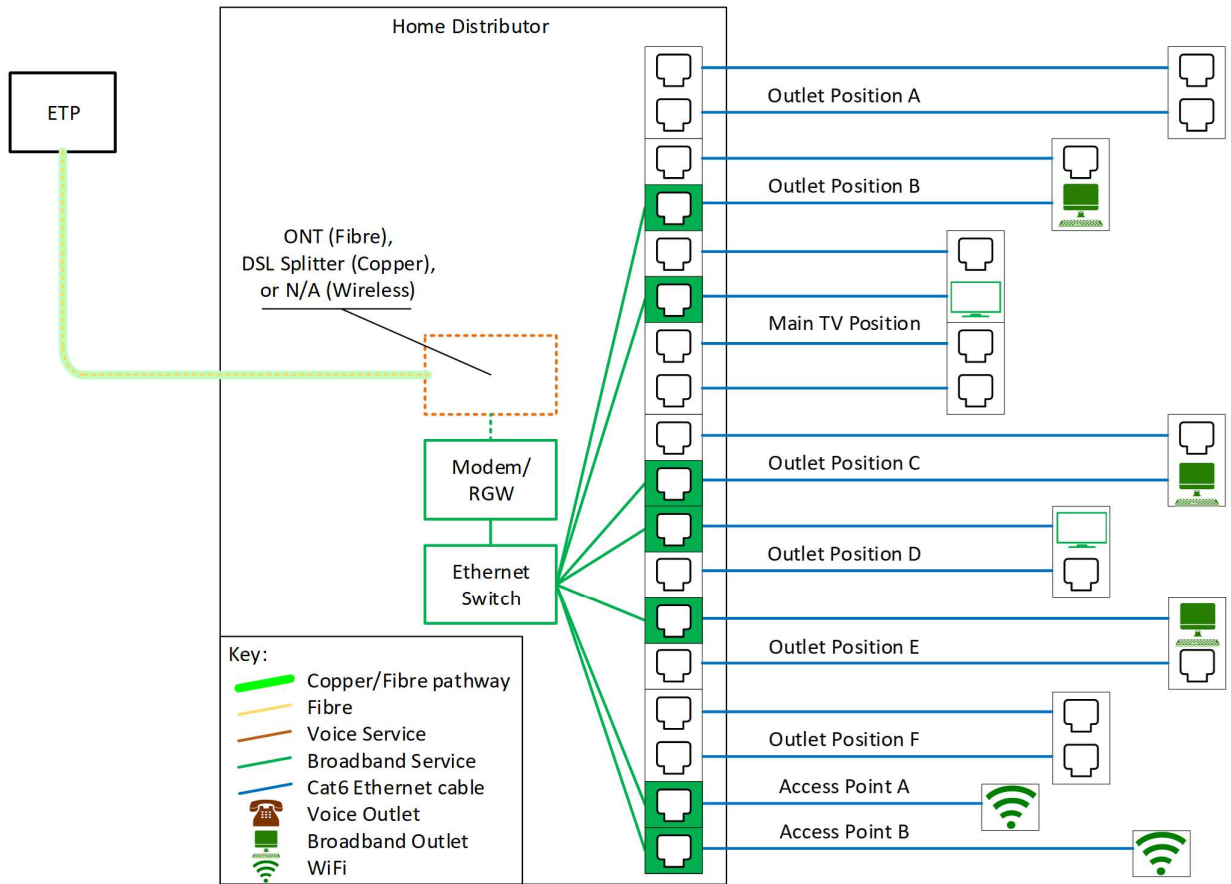 Home Distributor
ETP
Outlet Position A
Outlet Position B
ONT (Fibre),
DSL Splitter (Copper),
or N/A (Wireless)
Main TV Position
Modem/
RGW
Outlet Position C
Ethernet
Switch
Outlet Position D
Outlet Position E
Key:
Copper/Fibre pathway
Fibre
Voice Service
Broadband Service
Cat6 Ethernet cable
Voice Outlet
Broadband Outlet
WiFi
Outlet Position F
Access Point A
Access Point B